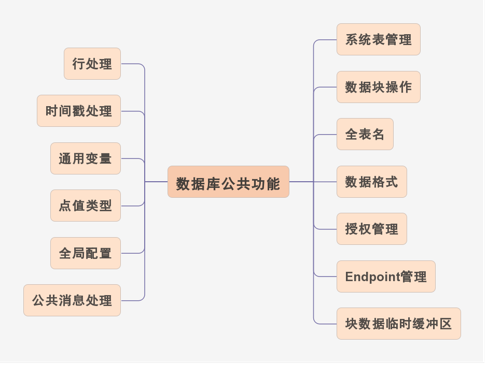 数据库公共功能
行处理
时间戳处理
通用变量
点值类型
全局配置
公共消息处理
系统表管理
数据块操作
全表名
数据格式
授权管理
Endpoint管理
块数据临时缓冲区